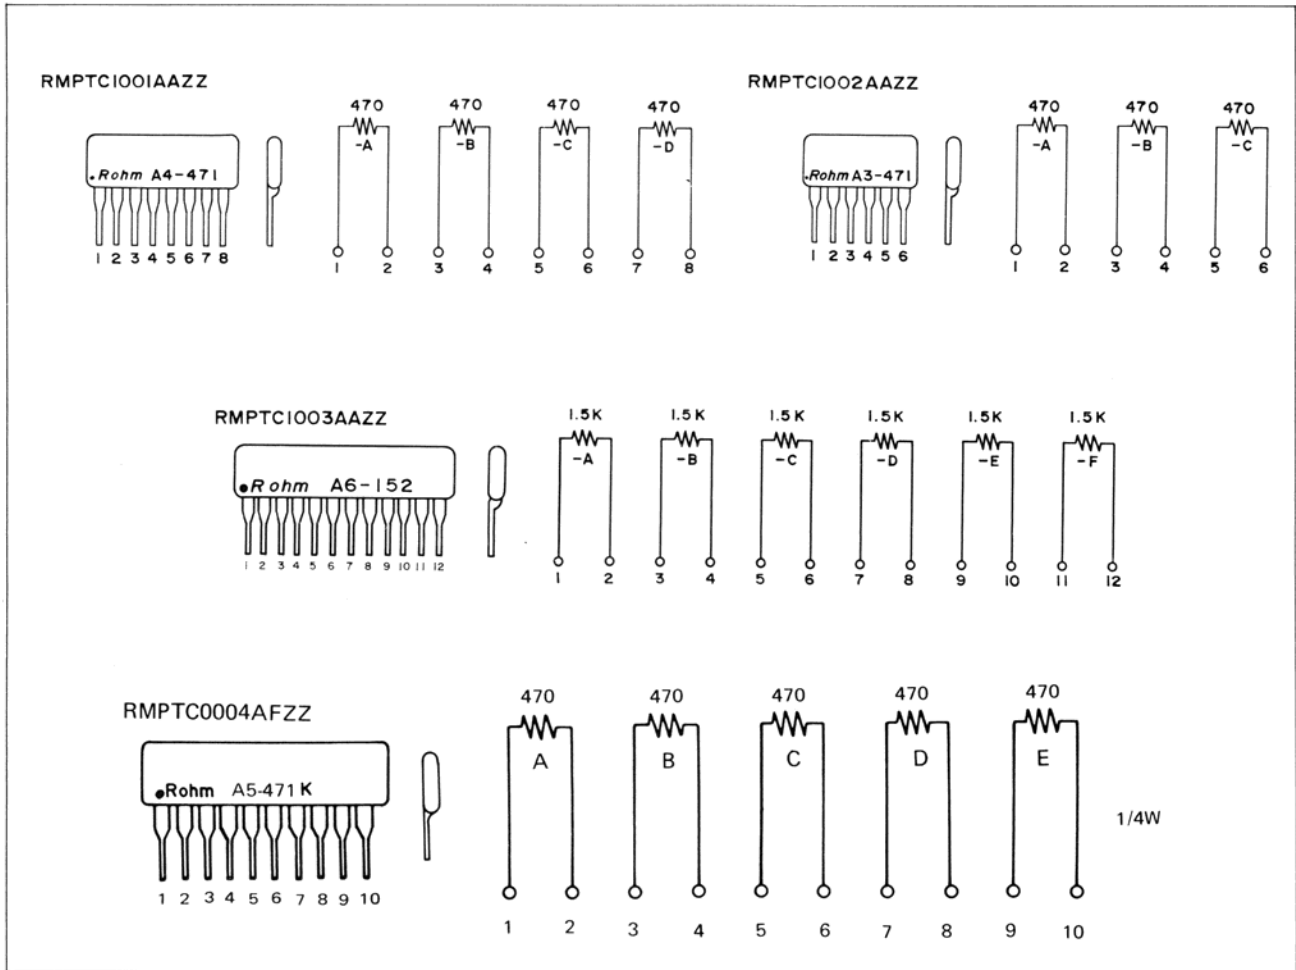 RMPTC1001AAZZ
470 470 470 470
-A -B -C -D
.Rohm A4-471
1 2 3 4 5 6 7 8
1 2 3 4 5 6 7 8
RMPTC1002AAZZ
470 470 470
-A -B -C
.Rohm A3-471
1 2 3 4 5 6
1 2 3 4 5 6
RMPTC1003AAZZ
1.5K 1.5K 1.5K 1.5K 1.5K 1.5K
-A -B -C -D -E -F
●Rohm A6-152
1 2 3 4 5 6 7 8 9 10 11 12
1 2 3 4 5 6 7 8 9 10 11 12
RMPTC0004AFZZ
470 470 470 470 470
A B C D E
●Rohm A5-471 K
1/4W
1 2 3 4 5 6 7 8 9 10
1 2 3 4 5 6 7 8 9 10